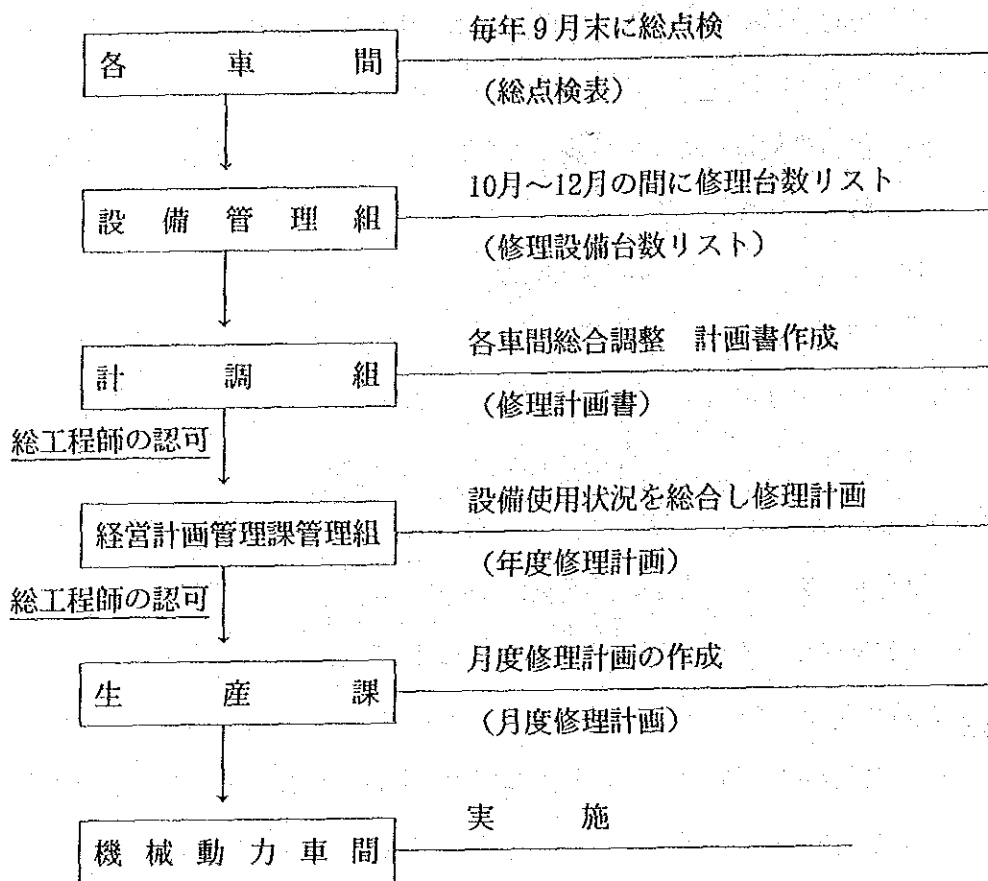 毎年9月末に総点検
各車間
（総点検表）
10月～12月の間に修理台数リスト
設備管理組
（修理設備台数リスト）
各車間総合調整　計画書作成
計調組
（修理計画書）
総工程師の認可
設備使用状況を総合し修理計画
経営計画管理課管理組
（年度修理計画）
総工程師の認可
月度修理計画の作成
生産課
（月度修理計画）
実施
機械動力車間